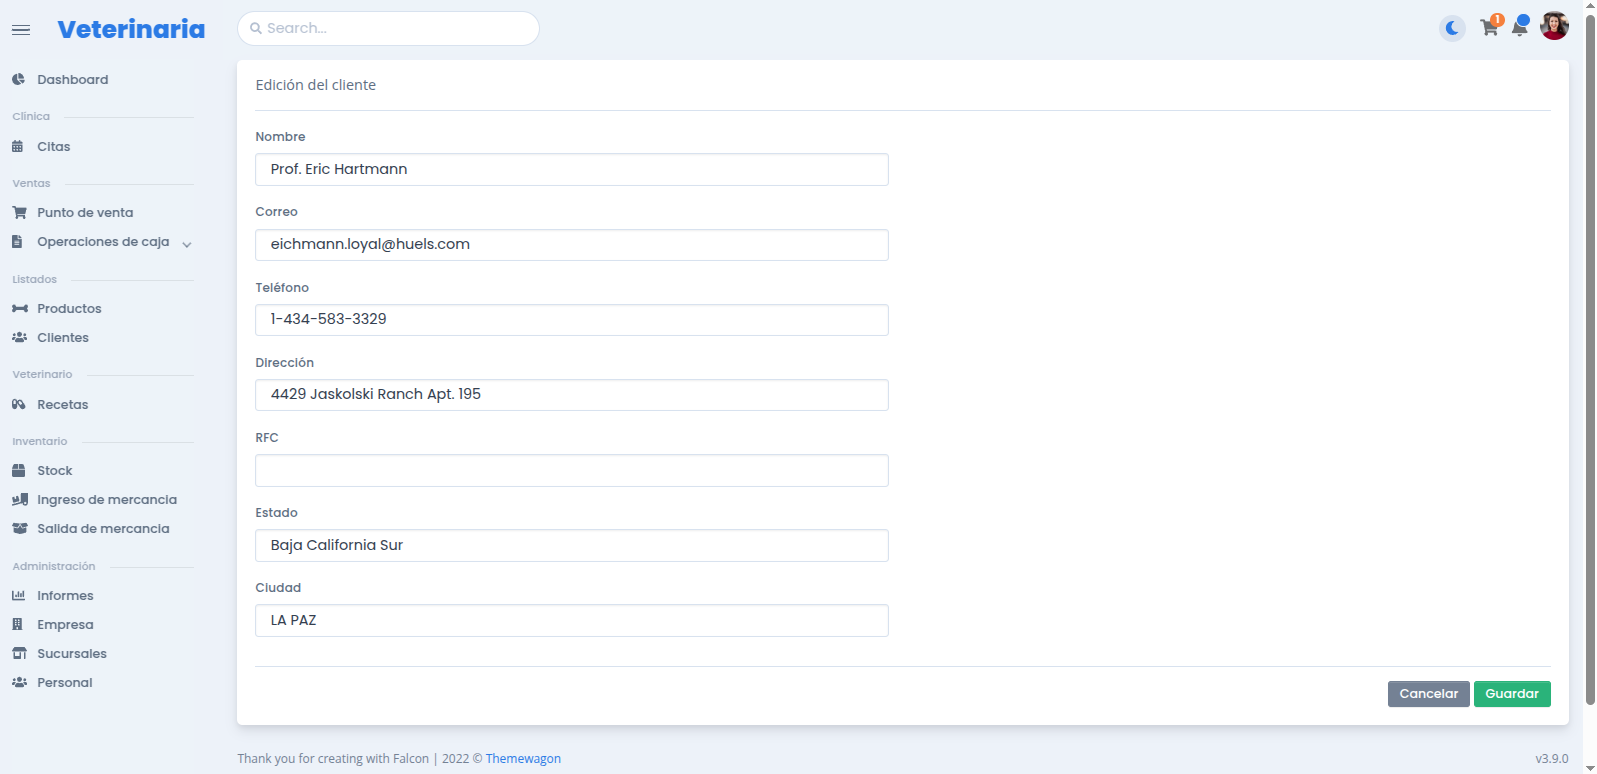 Veterinaria
Search...
1
Dashboard
Clínica
Citas
Ventas
Punto de venta
Operaciones de caja
Listados
Productos
Clientes
Veterinario
Recetas
Inventario
Stock
Ingreso de mercancia
Salida de mercancia
Administración
Informes
Empresa
Sucursales
Personal
Edición del cliente
Nombre
Prof. Eric Hartmann
Correo
eichmann.loyal@huels.com
Teléfono
1-434-583-3329
Dirección
4429 Jaskolski Ranch Apt. 195
RFC
Estado
Baja California Sur
Ciudad
LA PAZ
Cancelar Guardar
Thank you for creating with Falcon | 2022 © Themewagon
v3.9.0